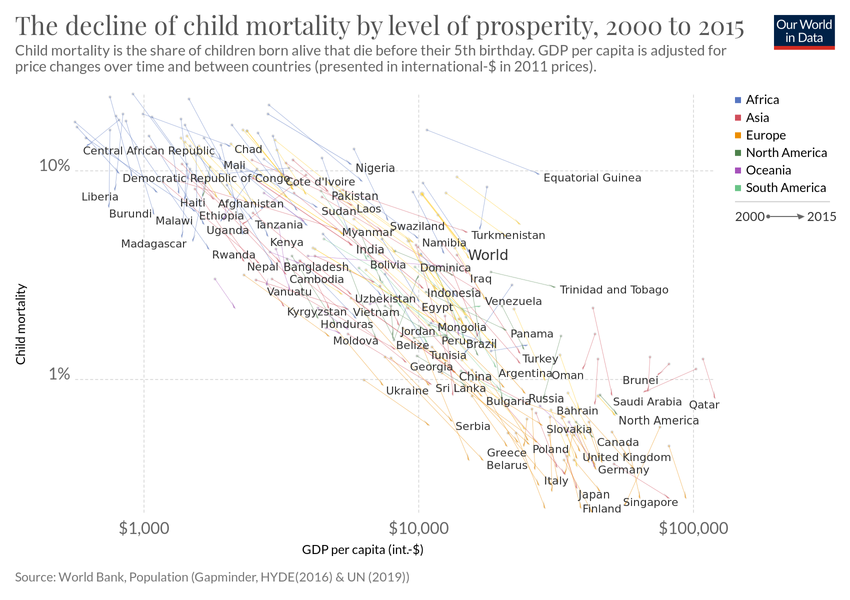 The decline of child mortality by level of prosperity, 2000 to 2015
Our World
in Data
Child mortality is the share of children born alive that die before their 5th birthday. GDP per capita is adjusted for
price changes over time and between countries (presented in international-$ in 2011 prices).
Africa
Asia
Europe
North America
Oceania
South America
2000 2015
Child mortality
10%
1%
Central African Republic
Chad
Mali
Nigeria
Equatorial Guinea
Democratic Republic of Congo
Cote d'Ivoire
Liberia
Haiti
Afghanistan
Pakistan
Burundi
Ethiopia
Sudan
Laos
Malawi
Uganda
Tanzania
Myanmar
Swaziland
Turkmenistan
Madagascar
Kenya
India
Namibia
Rwanda
World
Nepal
Bangladesh
Bolivia
Dominica
Cambodia
Iraq
Vanuatu
Uzbekistan
Indonesia
Trinidad and Tobago
Kyrgyzstan
Vietnam
Egypt
Venezuela
Honduras
Jordan
Mongolia
Moldova
Belize
Peru
Brazil
Panama
Tunisia
Turkey
Georgia
China
Argentina
Oman
Brunei
Ukraine
Sri Lanka
Bulgaria
Russia
Saudi Arabia
Qatar
Bahrain
North America
Serbia
Slovakia
Canada
Greece
Poland
United Kingdom
Belarus
Germany
Italy
Japan
Singapore
Finland
$1,000
$10,000
$100,000
GDP per capita (int.-$)
Source: World Bank, Population (Gapminder, HYDE(2016) & UN (2019))